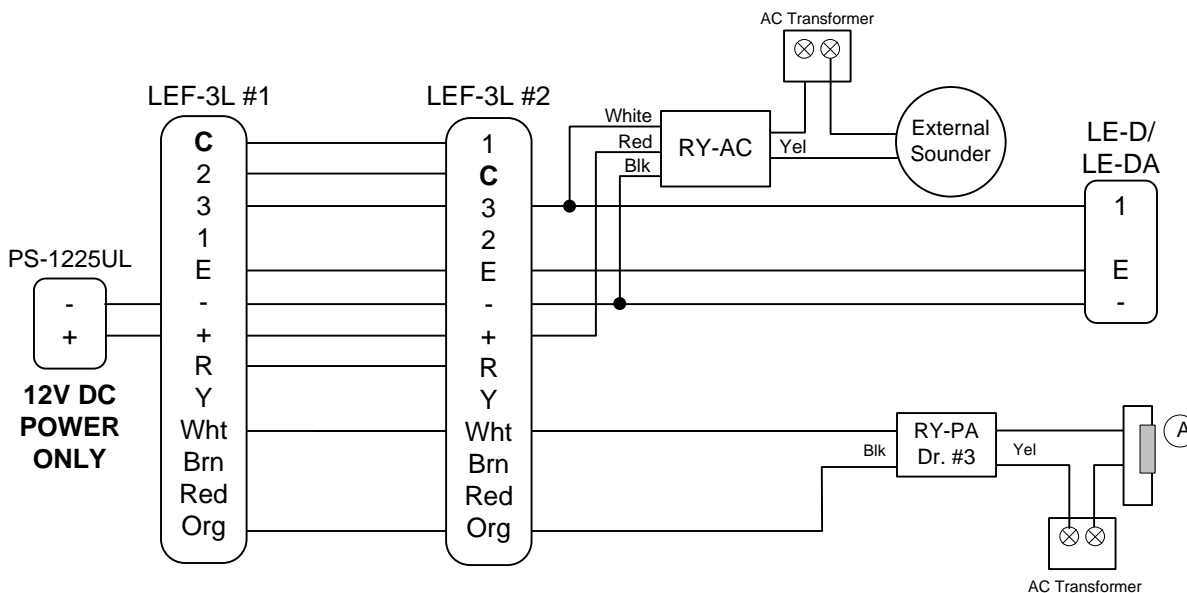 AC Transformer
LEF-3L #1
LEF-3L #2
C
2
3
1
E
-
+
R
Y
Wht
Brn
Red
Org
1
C
3
2
E
-
+
R
Y
Wht
Brn
Red
Org
White
Red
Blk
RY-AC
Yel
External
Sounder
LE-D/
LE-DA
1
E
-
PS-1225UL
-
+
12V DC
POWER
ONLY
Blk
RY-PA
Dr. #3
Yel
A
AC Transformer